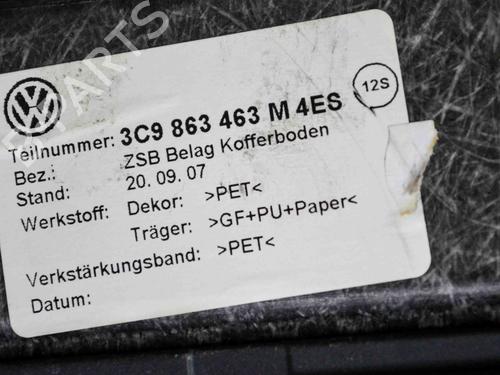 12S
Teilnummer: 3C9 863 463 M 4ES
Bez.: ZSB Belag Kofferboden
Stand: 20. 09. 07
Werkstoff: Dekor: >PET<
Träger: >GF+PU+Paper<
Verkstärkungsband: >PET<
Datum: